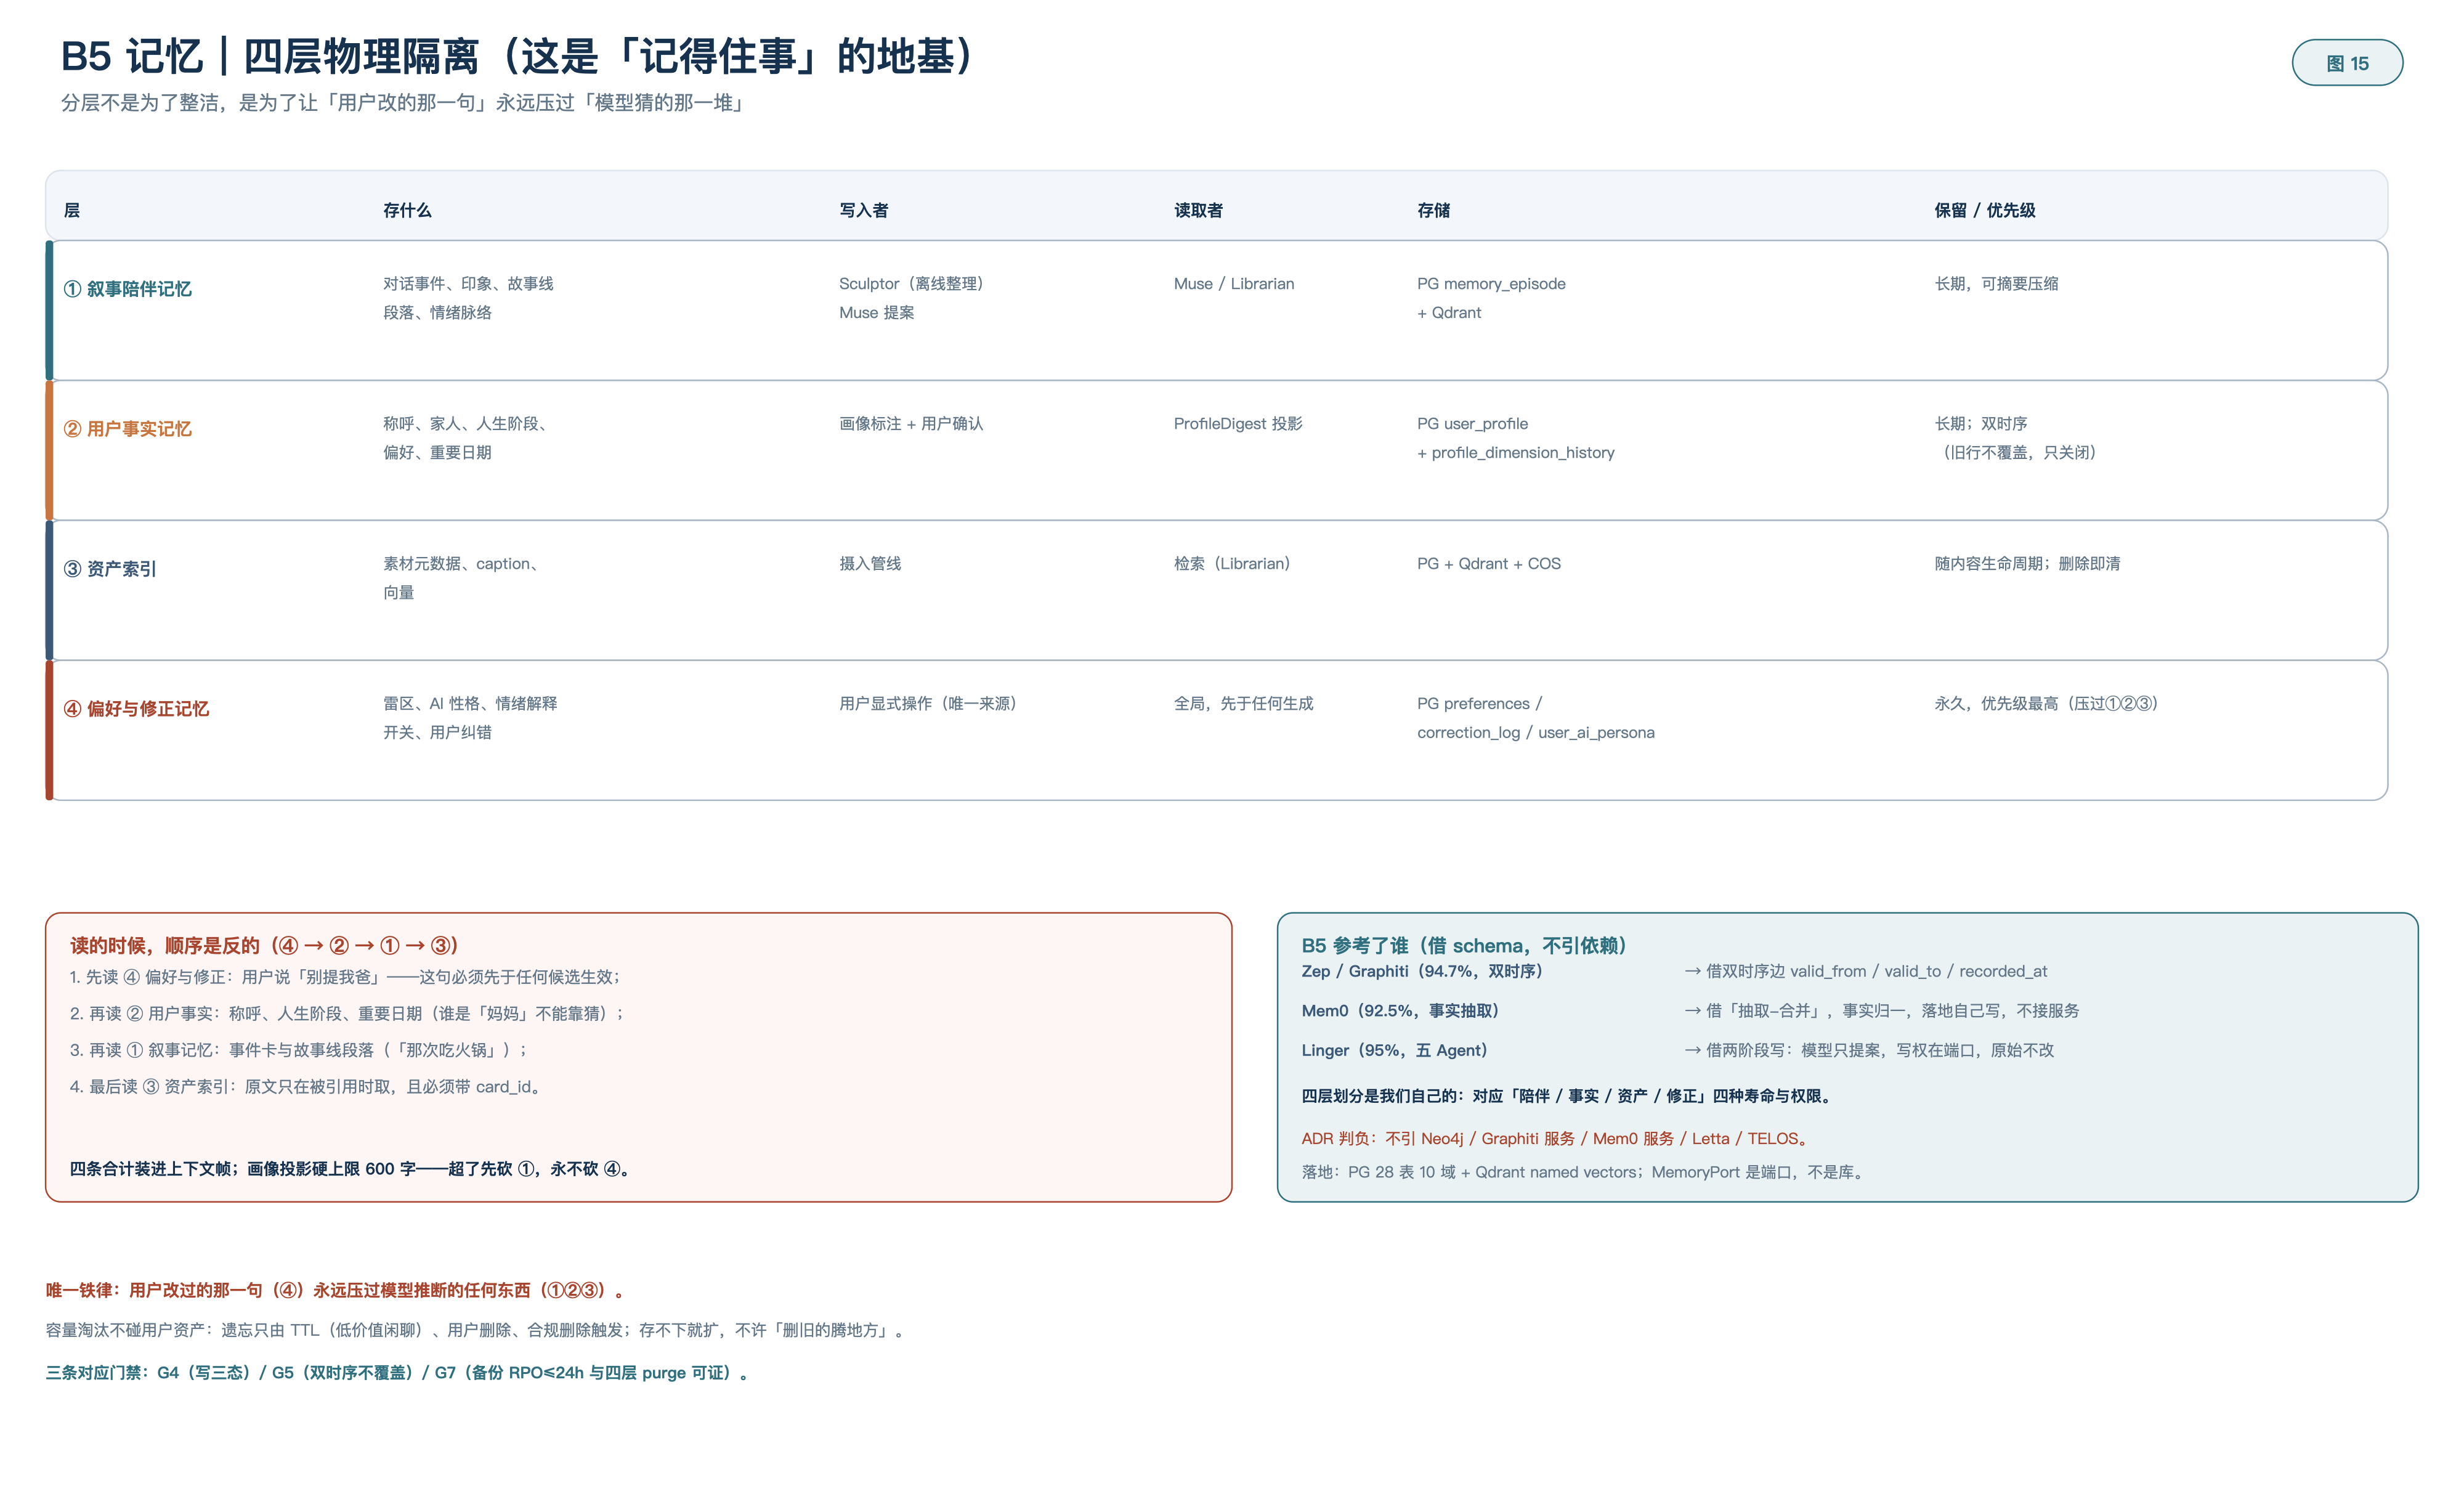 B5 记忆｜四层物理隔离（这是「记得住事」的地基）
图 15
分层不是为了整洁，是为了让「用户改的那一句」永远压过「模型猜的那一堆」
层 存什么 写入者 读取者 存储 保留 / 优先级
① 叙事陪伴记忆 对话事件、印象、故事线 Sculptor（离线整理） Muse / Librarian PG memory_episode 长期，可摘要压缩
段落、情绪脉络 Muse 提案 + Qdrant
② 用户事实记忆 称呼、家人、人生阶段、 画像标注 + 用户确认 ProfileDigest 投影 PG user_profile 长期；双时序
偏好、重要日期 + profile_dimension_history （旧行不覆盖，只关闭）
③ 资产索引 素材元数据、caption、 摄入管线 检索（Librarian） PG + Qdrant + COS 随内容生命周期；删除即清
向量
④ 偏好与修正记忆 雷区、AI 性格、情绪解释 用户显式操作（唯一来源） 全局，先于任何生成 PG preferences / 永久，优先级最高（压过①②③）
开关、用户纠错 correction_log / user_ai_persona
读的时候，顺序是反的（④ → ② → ① → ③）
1. 先读 ④ 偏好与修正：用户说「别提我爸」——这句必须先于任何候选生效；
2. 再读 ② 用户事实：称呼、人生阶段、重要日期（谁是「妈妈」不能靠猜）；
3. 再读 ① 叙事记忆：事件卡与故事线段落（「那次吃火锅」）；
4. 最后读 ③ 资产索引：原文只在被引用时取，且必须带 card_id。
四条合计装进上下文帧；画像投影硬上限 600 字——超了先砍 ①，永不砍 ④。
B5 参考了谁（借 schema，不引依赖）
Zep / Graphiti（94.7%，双时序） → 借双时序边 valid_from / valid_to / recorded_at
Mem0（92.5%，事实抽取） → 借「抽取–合并」，事实归一，落地自己写，不接服务
Linger（95%，五 Agent） → 借两阶段写：模型只提案，写权在端口，原始不改
四层划分是我们自己的：对应「陪伴 / 事实 / 资产 / 修正」四种寿命与权限。
ADR 判负：不引 Neo4j / Graphiti 服务 / Mem0 服务 / Letta / TELOS。
落地：PG 28 表 10 域 + Qdrant named vectors；MemoryPort 是端口，不是库。
唯一铁律：用户改过的那一句（④）永远压过模型推断的任何东西（①②③）。
容量淘汰不碰用户资产：遗忘只由 TTL（低价值闲聊）、用户删除、合规删除触发；存不下就扩，不许「删旧的腾地方」。
三条对应门禁：G4（写三态）/ G5（双时序不覆盖）/ G7（备份 RPO≤24h 与四层 purge 可证）。